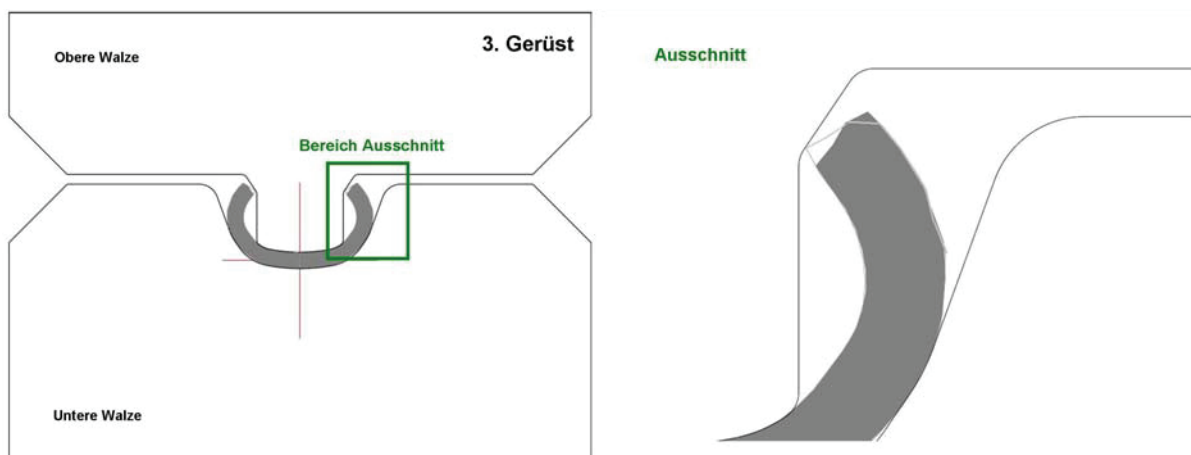 3. Gerüst
Obere Walze
Ausschnitt
Bereich Ausschnitt
Untere Walze